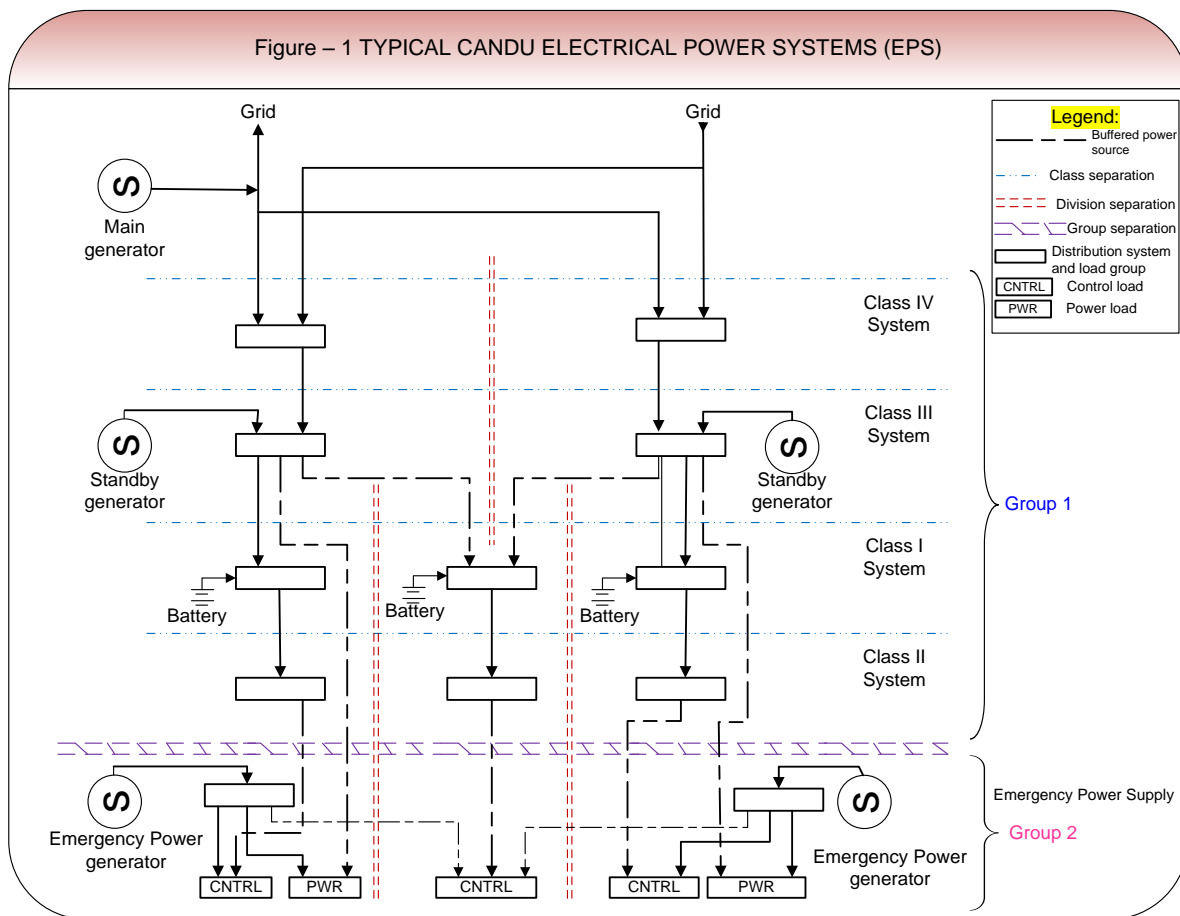 Figure – 1 TYPICAL CANDU ELECTRICAL POWER SYSTEMS (EPS)
Grid
Grid
Legend:
Buffered power
source
Class separation
Division separation
Group separation
Distribution system
and load group
CNTRL
Control load
PWR
Power load
S
Main
generator
Class IV
System
Class III
System
S
Standby
generator
S
Standby
generator
Group 1
Class I
System
Battery
Battery
Battery
Class II
System
S
Emergency Power
generator
S
Emergency Power
generator
Emergency Power Supply
Group 2
CNTRL
PWR
CNTRL
CNTRL
PWR